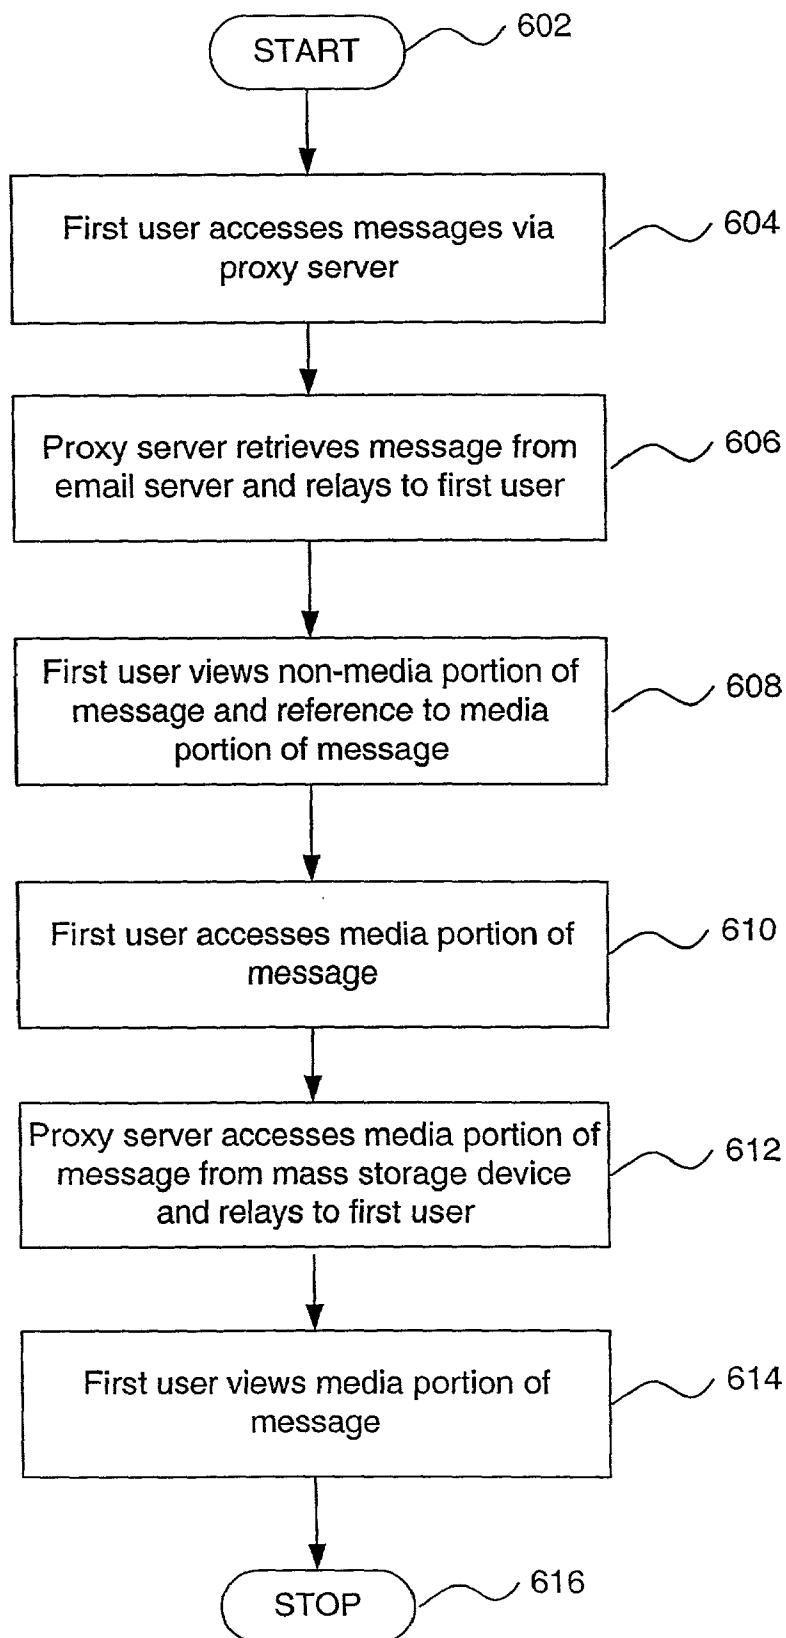 START
602
First user accesses messages via
proxy server
604
Proxy server retrieves message from
email server and relays to first user
606
First user views non-media portion of
message and reference to media
portion of message
608
First user accesses media portion of
message
610
Proxy server accesses media portion of
message from mass storage device
and relays to first user
612
First user views media portion of
message
614
STOP
616